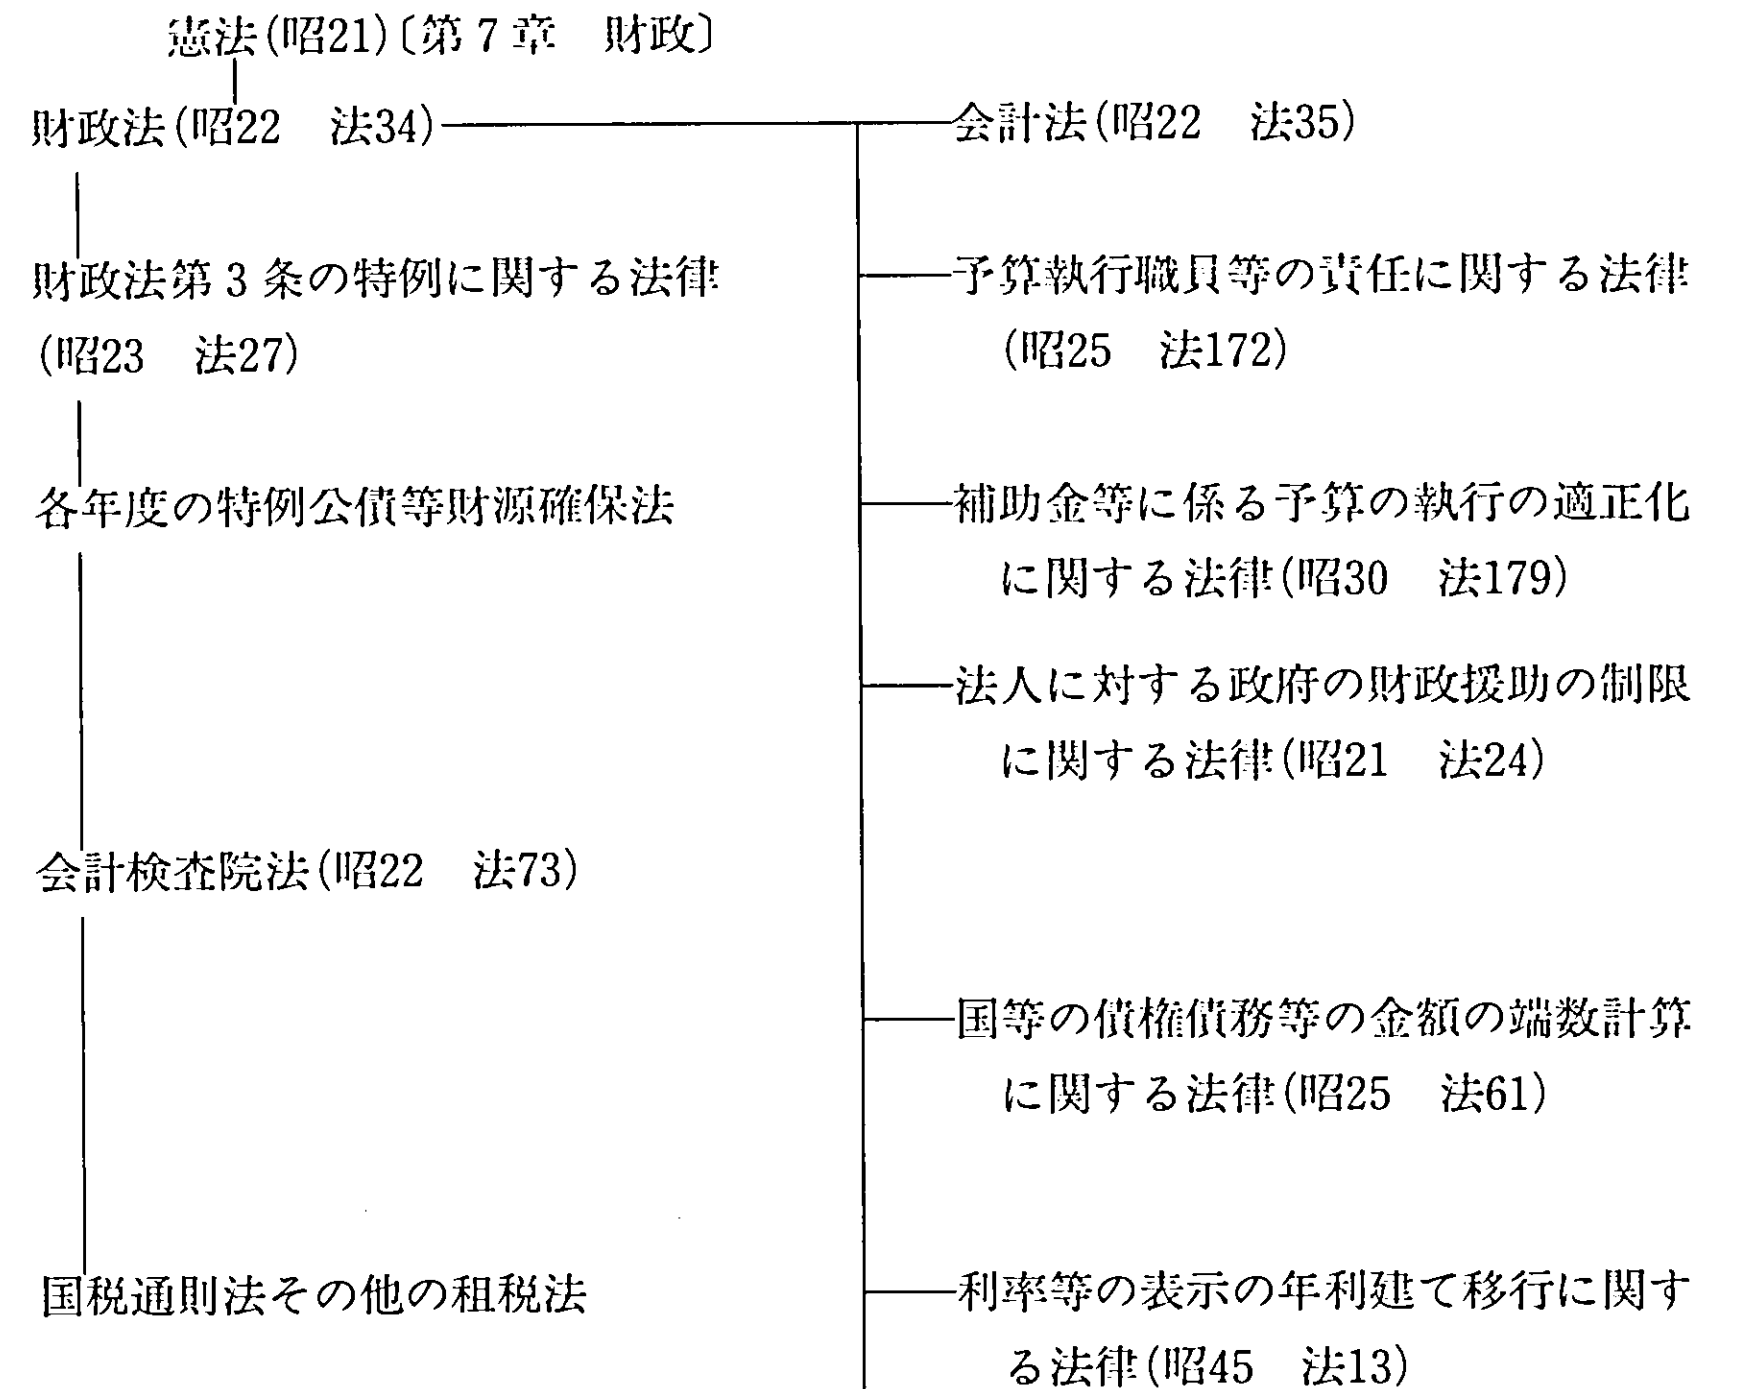 憲法(昭21)〔第7章　財政〕
財政法(昭22　法34)
財政法第3条の特例に関する法律
(昭23　法27)
各年度の特例公債等財源確保法
会計検査院法(昭22　法73)
国税通則法その他の租税法
会計法(昭22　法35)
予算執行職員等の責任に関する法律
(昭25　法172)
補助金等に係る予算の執行の適正化
に関する法律(昭30　法179)
法人に対する政府の財政援助の制限
に関する法律(昭21　法24)
国等の債権債務等の金額の端数計算
に関する法律(昭25　法61)
利率等の表示の年利建て移行に関す
る法律(昭45　法13)